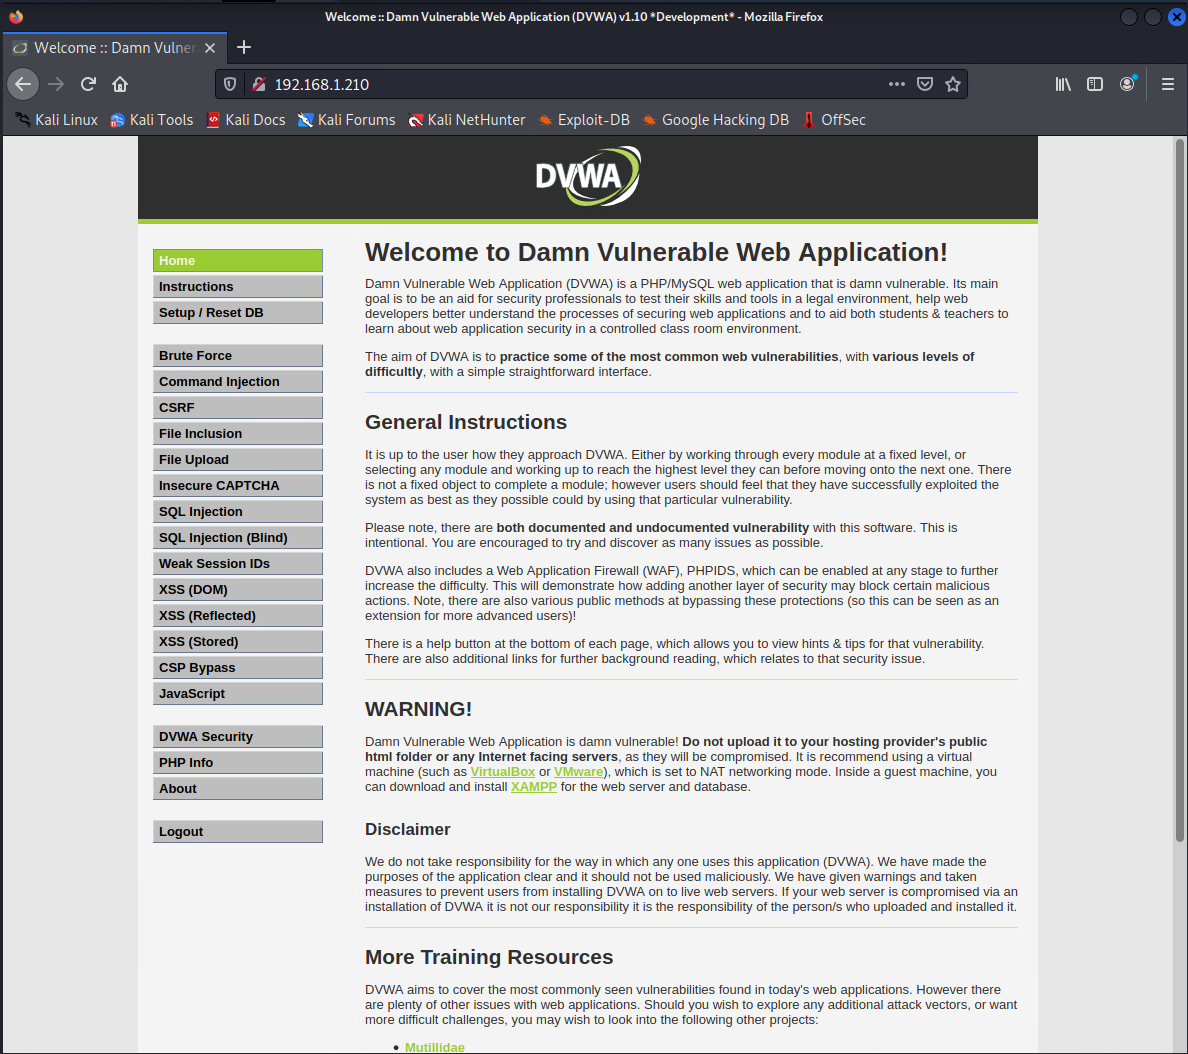 Welcome :: Damn Vulnerable Web Application (DVWA) v1.10 *Development* - Mozilla Firefox
Welcome :: Damn Vulner
192.168.1.210
Kali Linux
Kali Tools
Kali Docs
Kali Forums
Kali NetHunter
Exploit-DB
Google Hacking DB
OffSec
DVWA
Home
Instructions
Setup / Reset DB
Brute Force
Command Injection
CSRF
File Inclusion
File Upload
Insecure CAPTCHA
SQL Injection
SQL Injection (Blind)
Weak Session IDs
XSS (DOM)
XSS (Reflected)
XSS (Stored)
CSP Bypass
JavaScript
DVWA Security
PHP Info
About
Logout
Welcome to Damn Vulnerable Web Application!
Damn Vulnerable Web Application (DVWA) is a PHP/MySQL web application that is damn vulnerable. Its main
goal is to be an aid for security professionals to test their skills and tools in a legal environment, help web
developers better understand the processes of securing web applications and to aid both students & teachers to
learn about web application security in a controlled class room environment.
The aim of DVWA is to practice some of the most common web vulnerabilities, with various levels of
difficultly, with a simple straightforward interface.
General Instructions
It is up to the user how they approach DVWA. Either by working through every module at a fixed level, or
selecting any module and working up to reach the highest level they can before moving onto the next one. There
is not a fixed object to complete a module; however users should feel that they have successfully exploited the
system as best as they possible could by using that particular vulnerability.
Please note, there are both documented and undocumented vulnerability with this software. This is
intentional. You are encouraged to try and discover as many issues as possible.
DVWA also includes a Web Application Firewall (WAF), PHPIDS, which can be enabled at any stage to further
increase the difficulty. This will demonstrate how adding another layer of security may block certain malicious
actions. Note, there are also various public methods at bypassing these protections (so this can be seen as an
extension for more advanced users)!
There is a help button at the bottom of each page, which allows you to view hints & tips for that vulnerability.
There are also additional links for further background reading, which relates to that security issue.
WARNING!
Damn Vulnerable Web Application is damn vulnerable! Do not upload it to your hosting provider's public
html folder or any Internet facing servers, as they will be compromised. It is recommend using a virtual
machine (such as VirtualBox or VMware), which is set to NAT networking mode. Inside a guest machine, you
can download and install XAMPP for the web server and database.
Disclaimer
We do not take responsibility for the way in which any one uses this application (DVWA). We have made the
purposes of the application clear and it should not be used maliciously. We have given warnings and taken
measures to prevent users from installing DVWA on to live web servers. If your web server is compromised via an
installation of DVWA it is not our responsibility it is the responsibility of the person/s who uploaded and installed it.
More Training Resources
DVWA aims to cover the most commonly seen vulnerabilities found in today's web applications. However there
are plenty of other issues with web applications. Should you wish to explore any additional attack vectors, or want
more difficult challenges, you may wish to look into the following other projects:
• Mutillidae